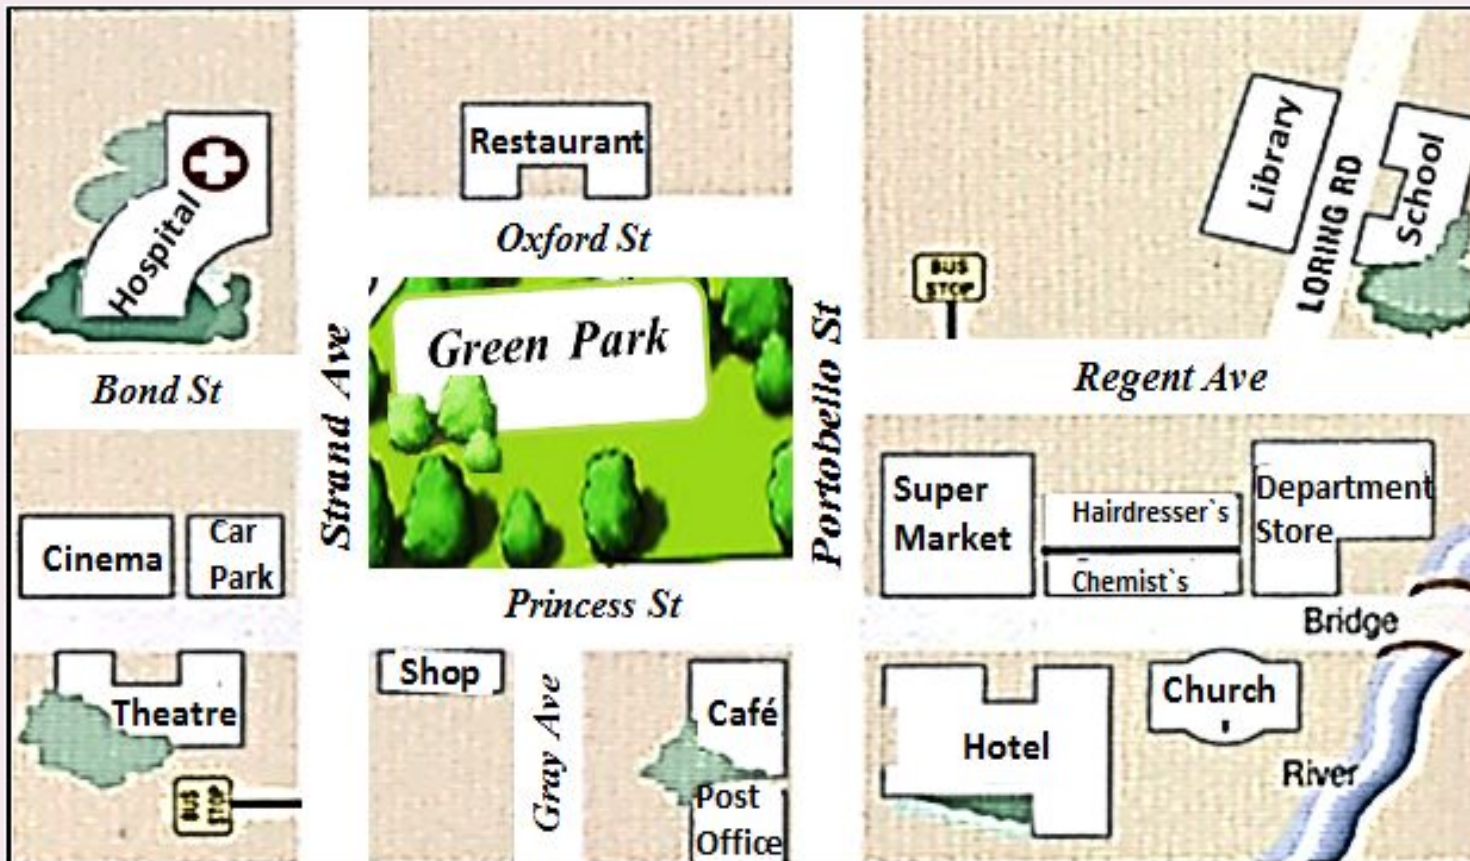 Restaurant
Hospital
Library
LORING RD
School
Oxford St
BUS
STOP
Green Park
Bond St
Strand Ave
Portobello St
Regent Ave
Super
Market
Hairdresser`s
Chemist`s
Department
Store
Cinema
Car
Park
Princess St
Bridge
Shop
Gray Ave
Café
Church
Theatre
Hotel
River
BUS
STOP
Post
Office